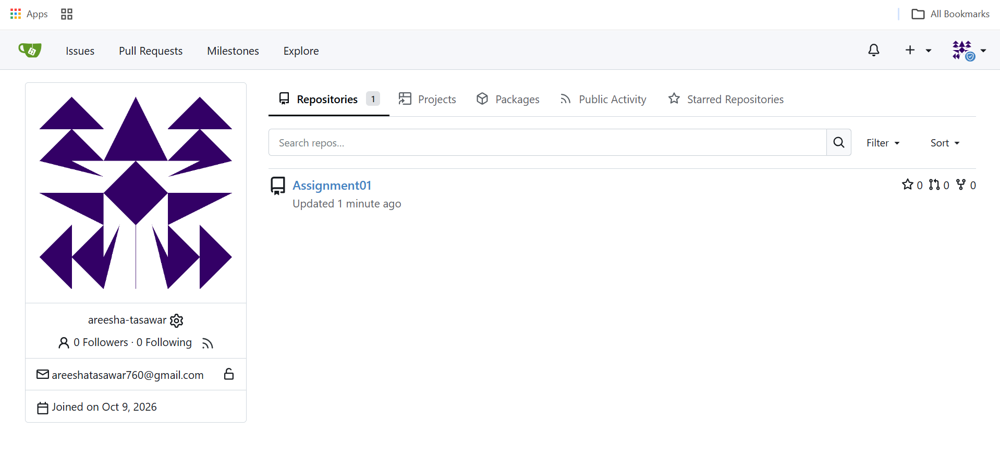 Apps
All Bookmarks
Issues Pull Requests Milestones Explore
Repositories 1 Projects Packages Public Activity Starred Repositories
Search repos...
Filter Sort
Assignment01
0 0 0
Updated 1 minute ago
areesha-tasawar
0 Followers · 0 Following
areeshatasawar760@gmail.com
Joined on Oct 9, 2026